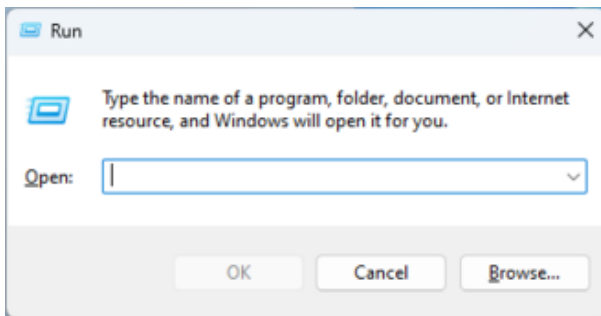 Run
Type the name of a program, folder, document, or Internet
resource, and Windows will open it for you.
Open:
OK Cancel Browse...